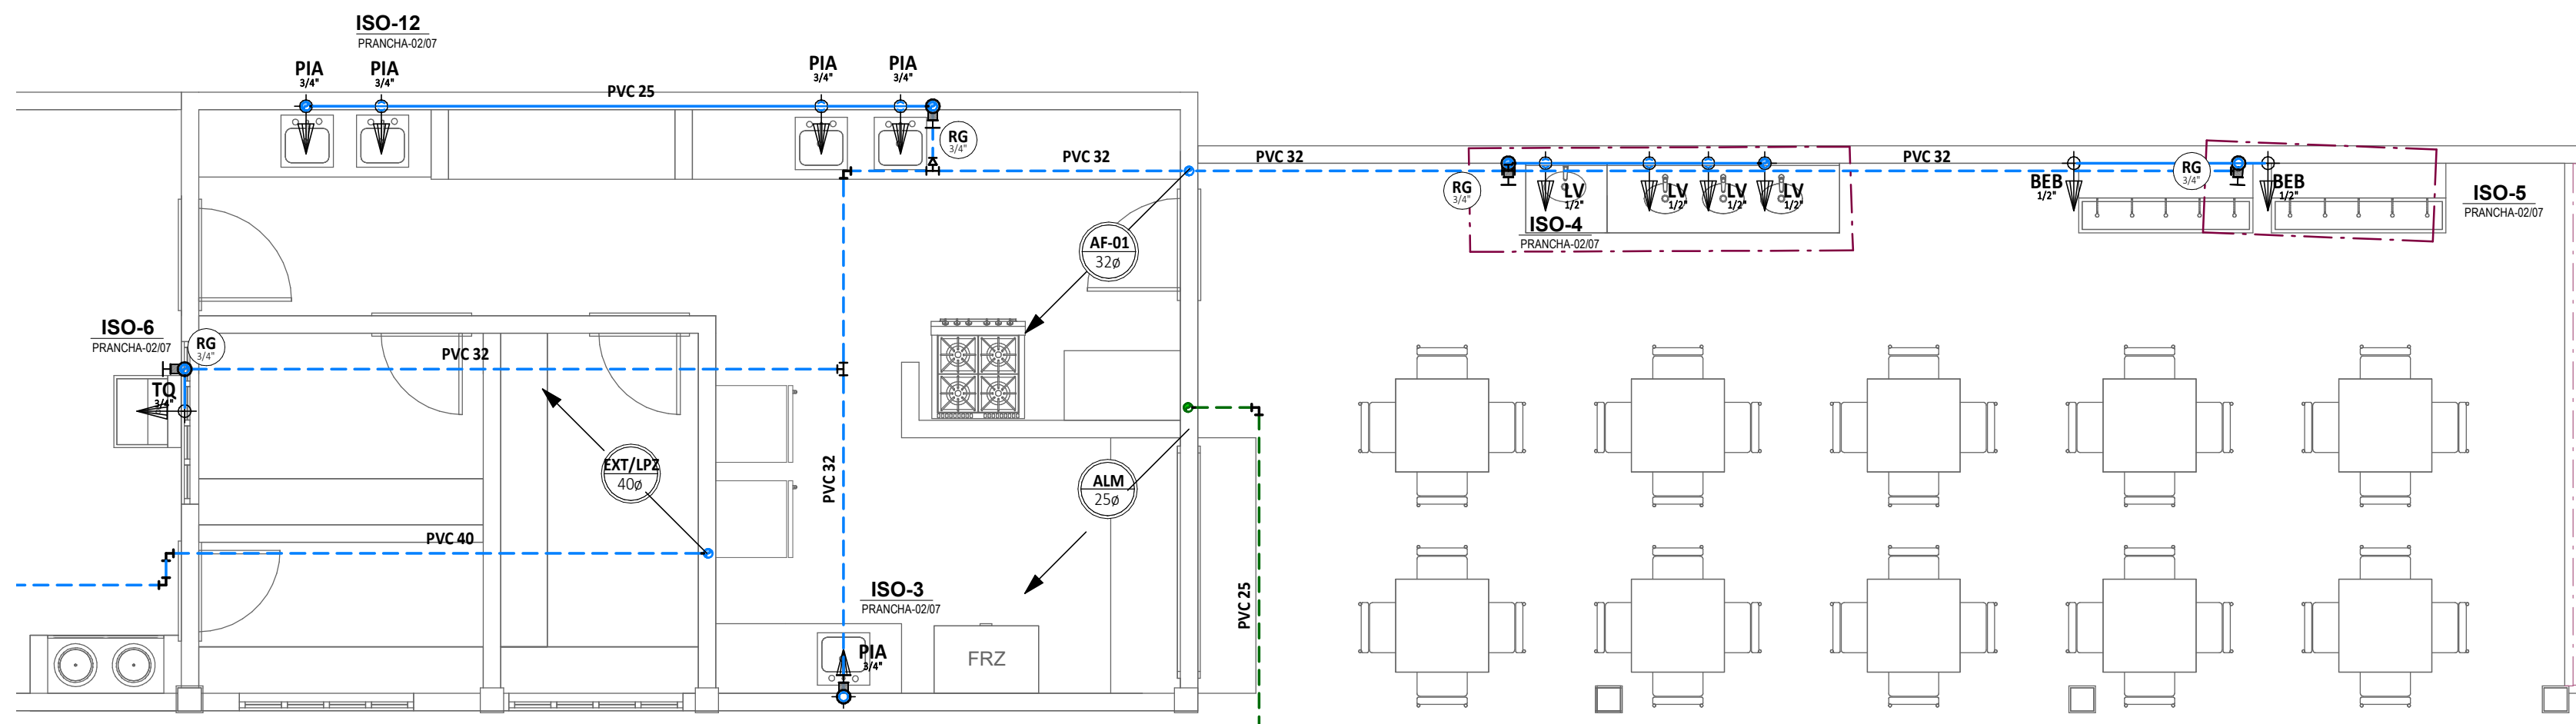 ISO-12
PRANCHA-02/07
PIA
3/4"
PIA
3/4"
PVC 25
PIA
3/4"
PIA
3/4"
RG
3/4"
PVC 32
PVC 32
RG
3/4"
LV
1/2"
LV
1/2"
LV
1/2"
LV
1/2"
ISO-4
PRANCHA-02/07
PVC 32
BEB
1/2"
RG
3/4"
BEB
1/2"
ISO-5
PRANCHA-02/07
AF-01
32ø
ISO-6
PRANCHA-02/07
RG
3/4"
TQ
3/4"
PVC 32
EXT/LPZ
40ø
PVC 32
ALM
25ø
PVC 40
PVC 25
ISO-3
PRANCHA-02/07
PIA
3/4"
FRZ